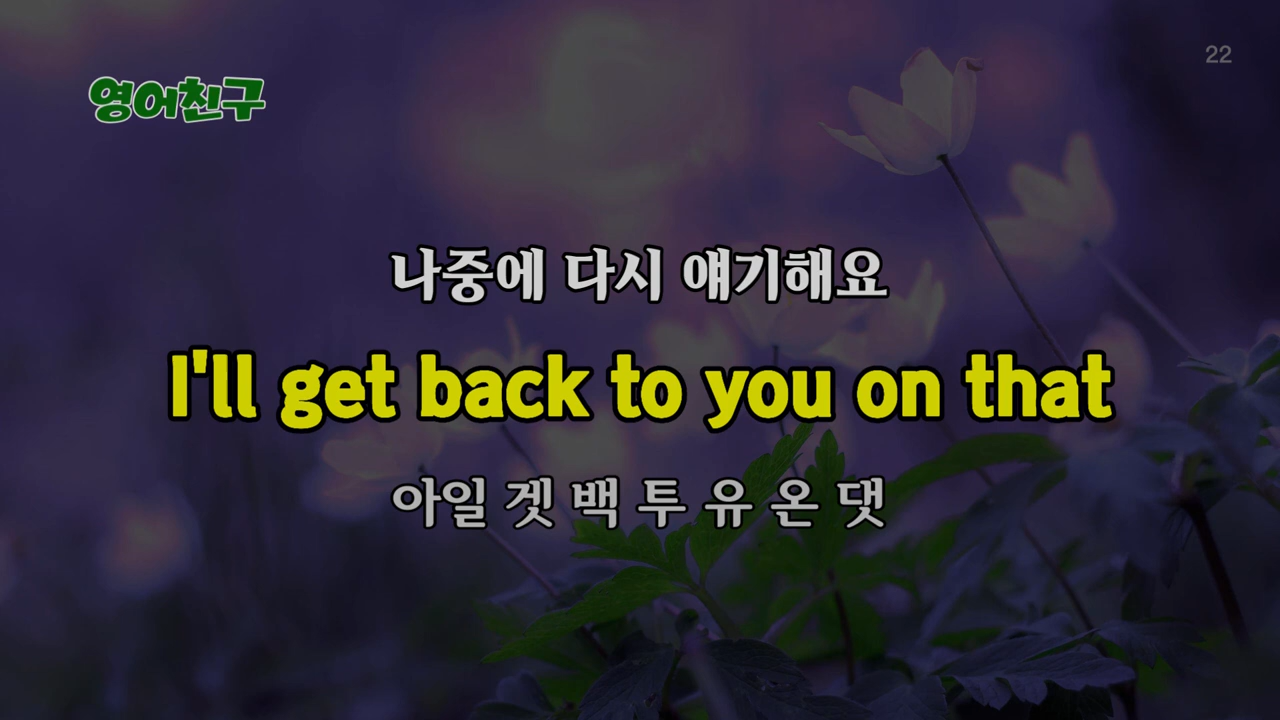 영어친구
22
나중에 다시 얘기해요
I'll get back to you on that
아일 겟 백 투 유 온 댓